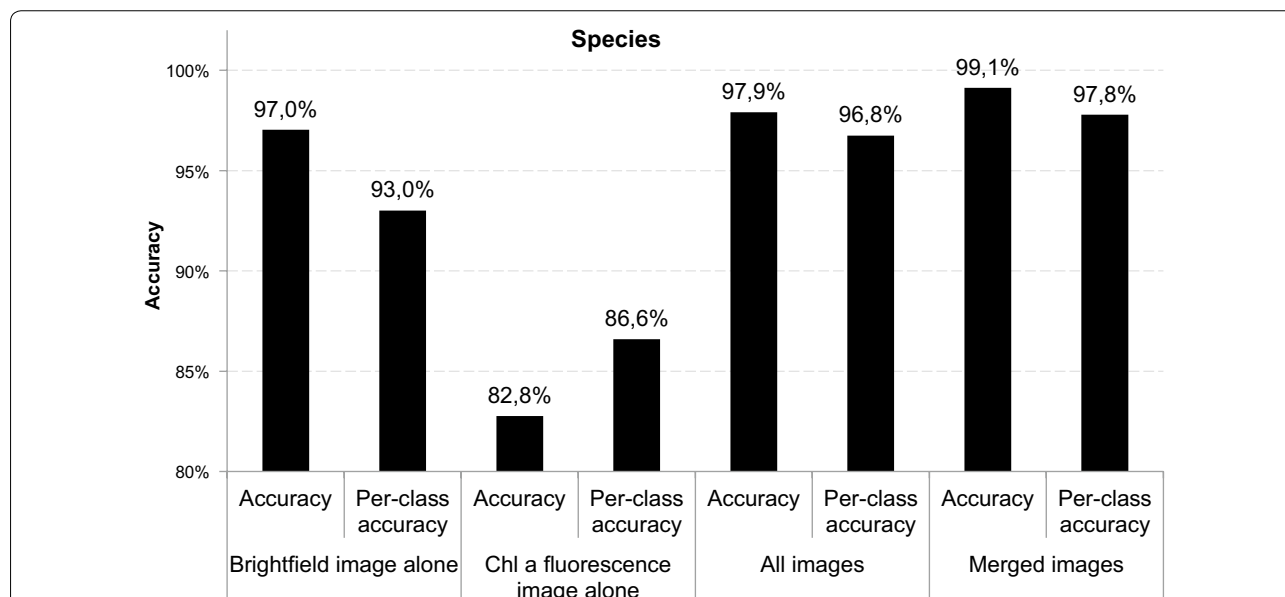 Species
100%
95%
90%
85%
80%
Accuracy
97,0%
93,0%
82,8%
86,6%
97,9%
96,8%
99,1%
97,8%
Accuracy
Per-class
accuracy
Accuracy
Per-class
accuracy
Accuracy
Per-class
accuracy
Accuracy
Per-class
accuracy
Brightfield image alone
Chl a fluorescence
image alone
All images
Merged images